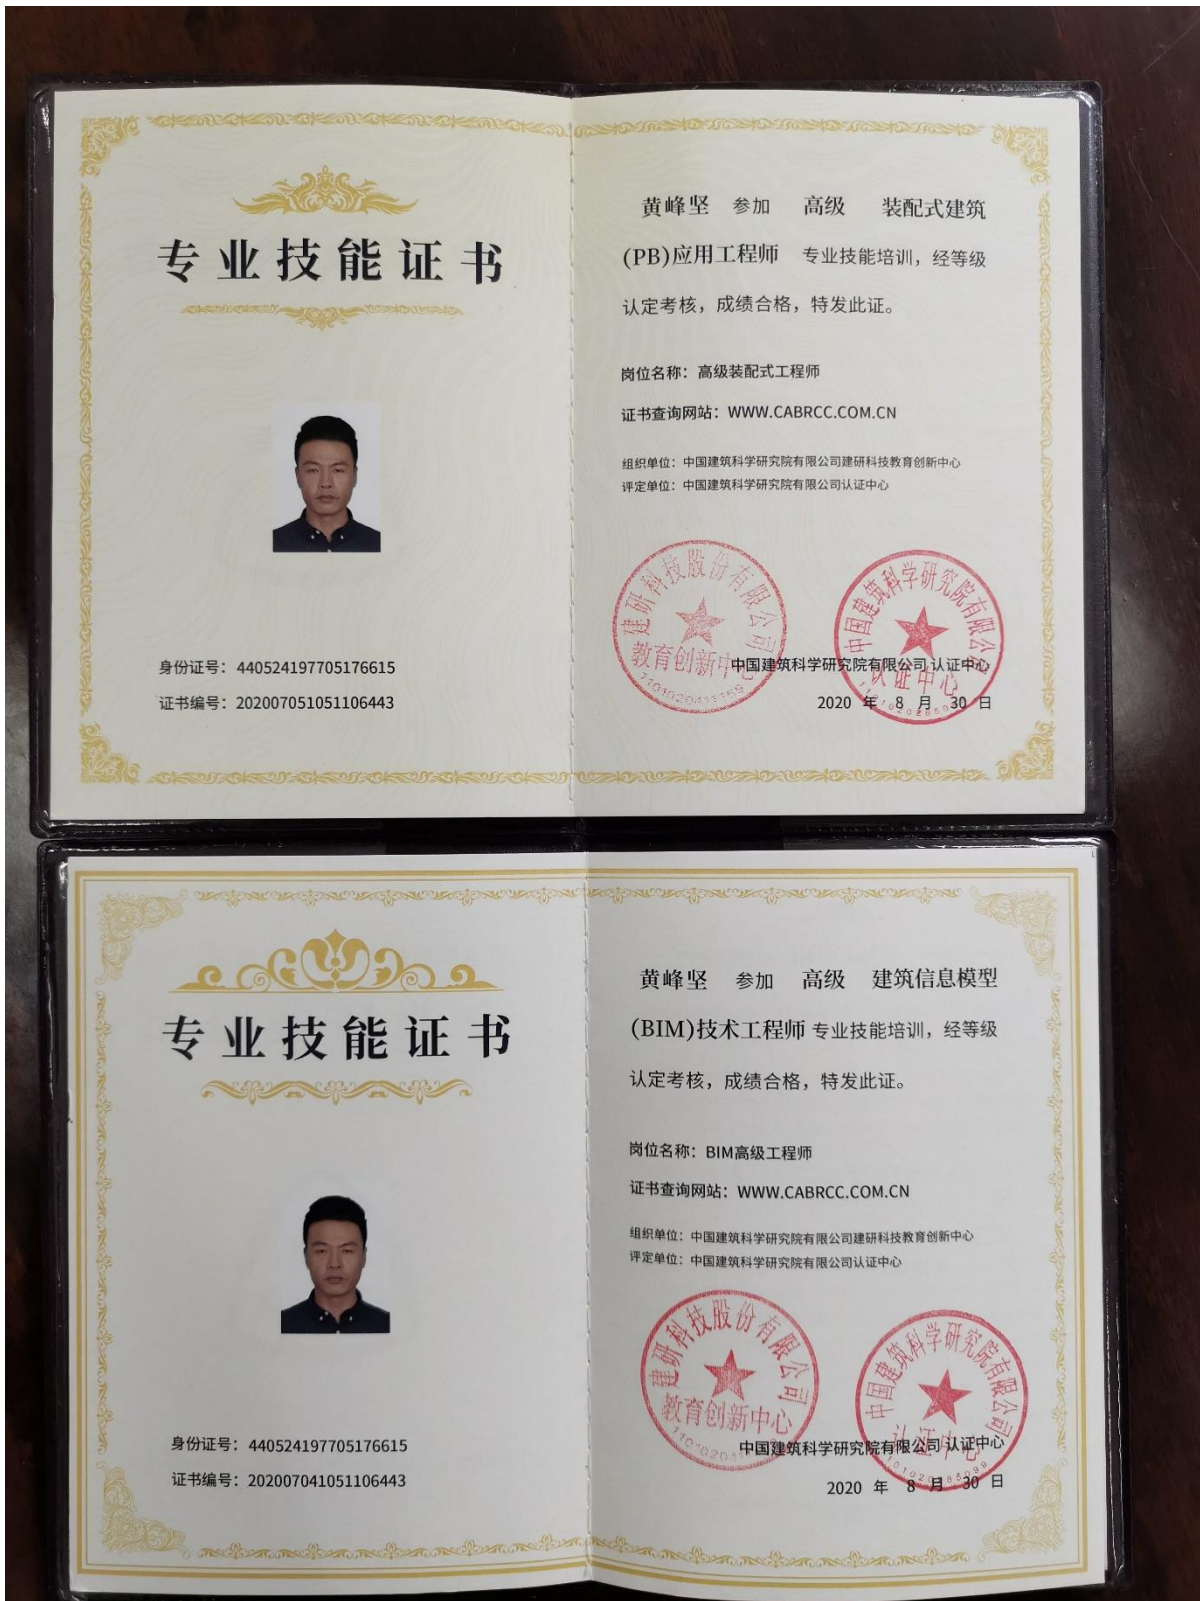 专业技能证书
身份证号：440524197705176615
证书编号：202007051051106443
黄峰坚 参加 高级 装配式建筑
(PB)应用工程师 专业技能培训，经等级
认定考核，成绩合格，特发此证。
岗位名称：高级装配式工程师
证书查询网站：WWW.CABRCC.COM.CN
组织单位：中国建筑科学研究院有限公司建研科技教育创新中心
评定单位：中国建筑科学研究院有限公司认证中心
建研科技股份有限公司
教育创新中心
中国建筑科学研究院有限公司
认证中心
中国建筑科学研究院有限公司 认证中心
2020 年 8 月 30 日
专业技能证书
身份证号：440524197705176615
证书编号：202007041051106443
黄峰坚 参加 高级 建筑信息模型
(BIM)技术工程师 专业技能培训，经等级
认定考核，成绩合格，特发此证。
岗位名称：BIM高级工程师
证书查询网站：WWW.CABRCC.COM.CN
组织单位：中国建筑科学研究院有限公司建研科技教育创新中心
评定单位：中国建筑科学研究院有限公司认证中心
建研科技股份有限公司
教育创新中心
中国建筑科学研究院有限公司
认证中心
中国建筑科学研究院有限公司 认证中心
2020 年 8 月 30 日